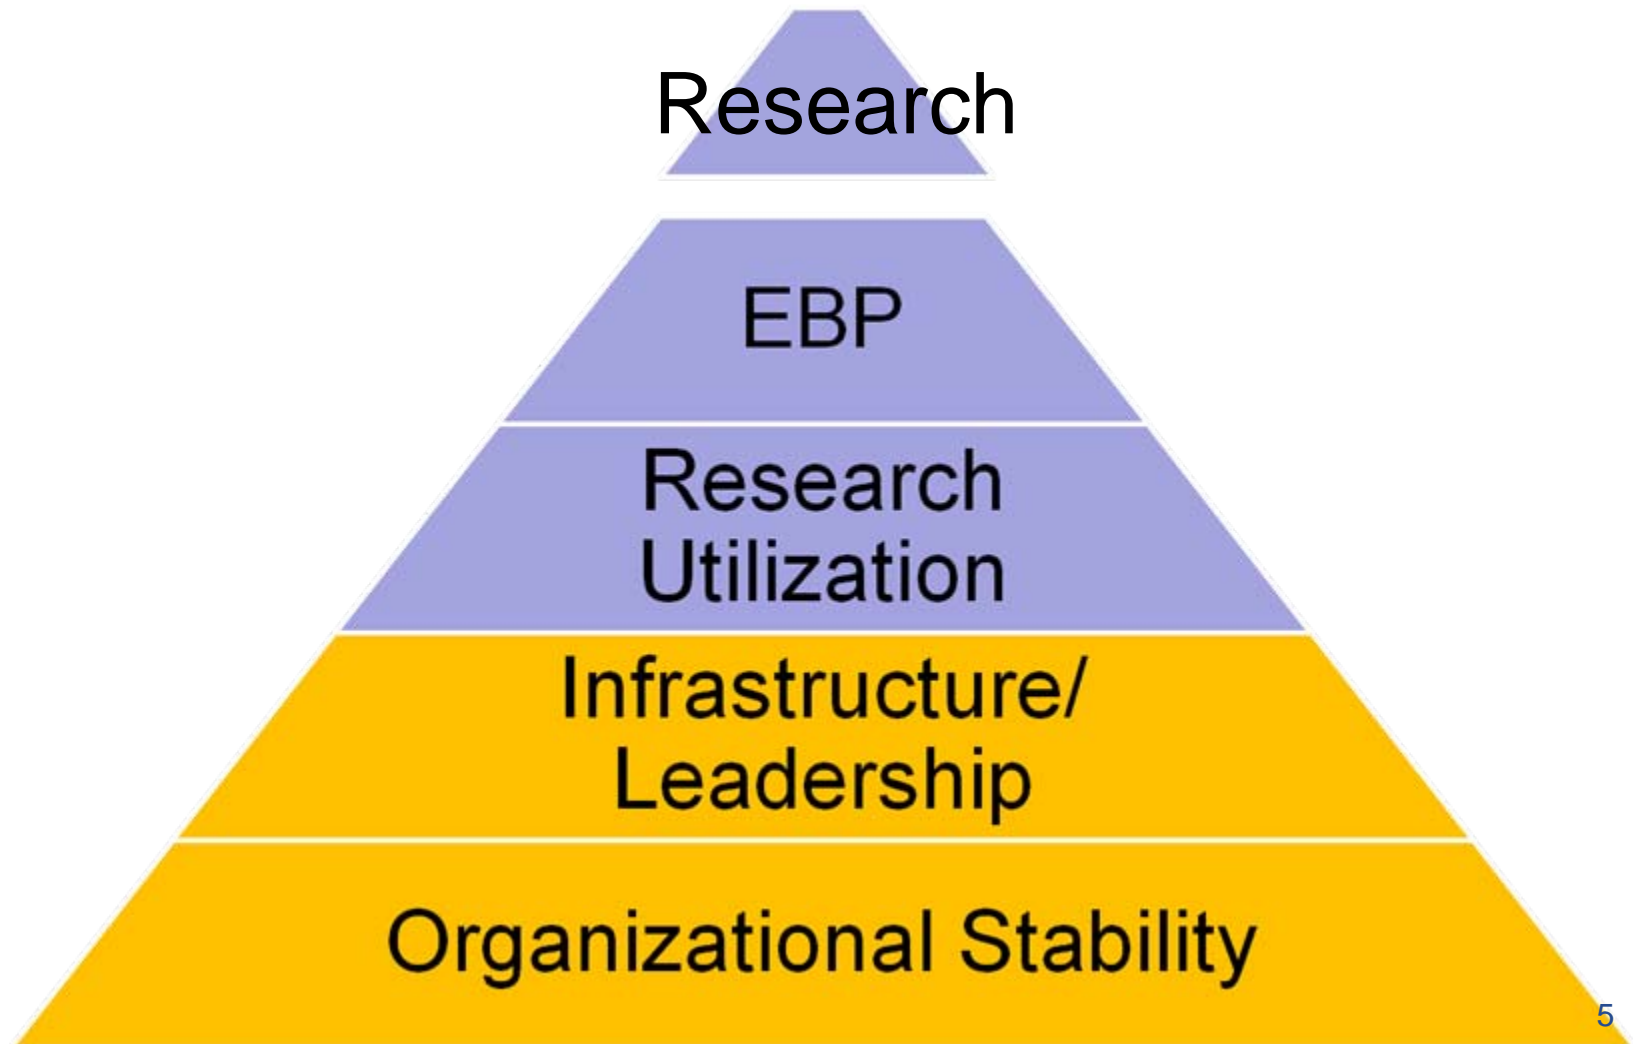 Research
EBP
Research
Utilization
Infrastructure/
Leadership
Organizational Stability
5